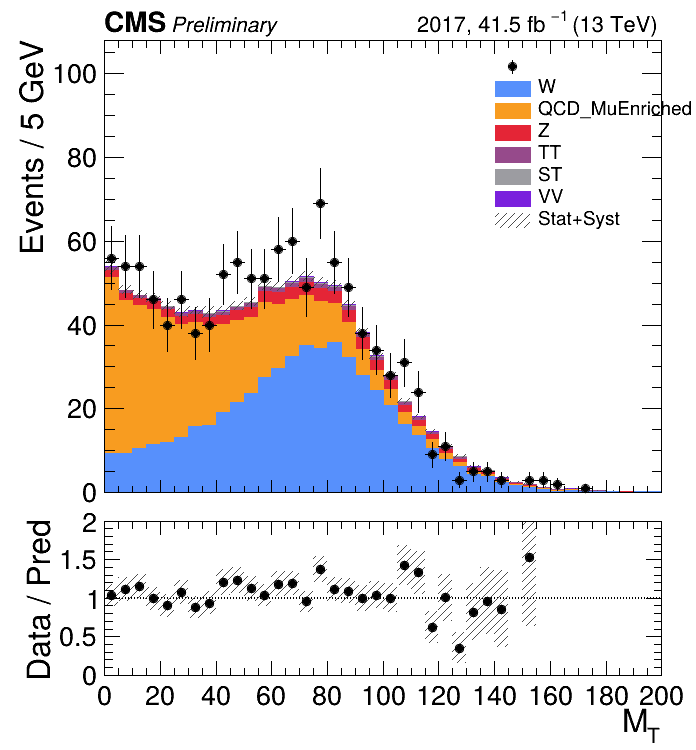 CMS Preliminary 2017, 41.5 fb⁻¹ (13 TeV)
Events / 5 GeV
100
80
60
40
20
0
W
QCD_MuEnriched
Z
TT
ST
VV
Stat+Syst
Data / Pred
2
1.5
1
0.5
0
0 20 40 60 80 100 120 140 160 180 200
M_T